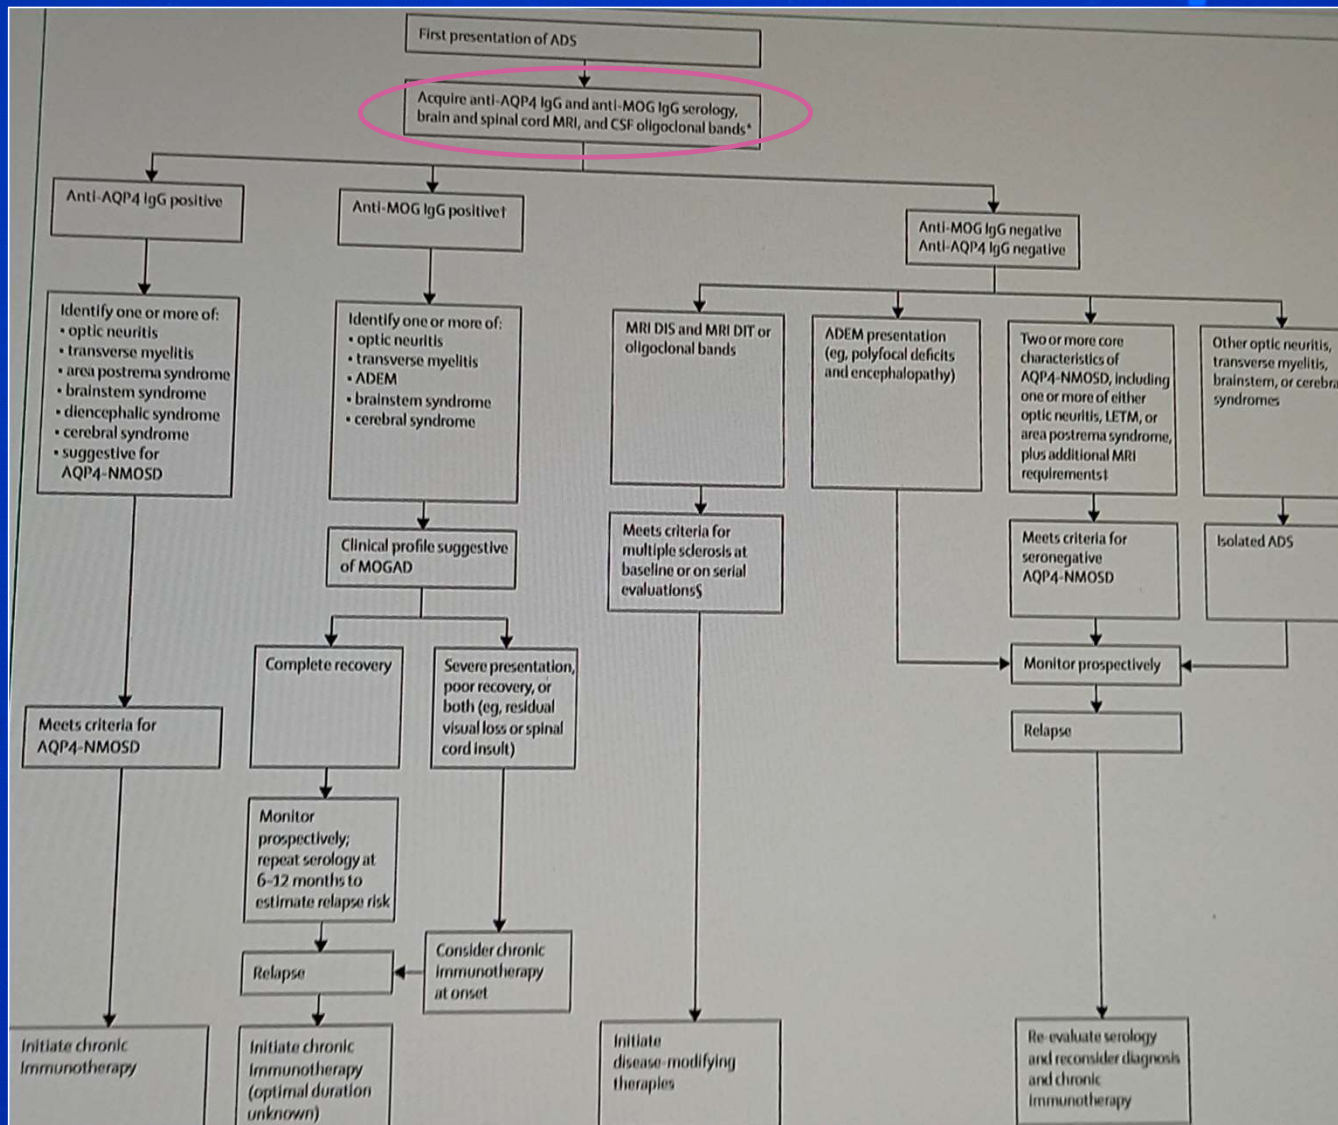 First presentation of ADS
Acquire anti-AQP4 IgG and anti-MOG IgG serology,
brain and spinal cord MRI, and CSF oligoclonal bands*
Anti-AQP4 IgG positive
Anti-MOG IgG positive†
Anti-MOG IgG negative
Anti-AQP4 IgG negative
Identify one or more of:
• optic neuritis
• transverse myelitis
• area postrema syndrome
• brainstem syndrome
• diencephalic syndrome
• cerebral syndrome
• suggestive for
AQP4-NMOSD
Identify one or more of:
• optic neuritis
• transverse myelitis
• ADEM
• brainstem syndrome
• cerebral syndrome
MRI DIS and MRI DIT or
oligoclonal bands
ADEM presentation
(eg, polyfocal deficits
and encephalopathy)
Two or more core
characteristics of
AQP4-NMOSD, including
one or more of either
optic neuritis, LETM, or
area postrema syndrome,
plus additional MRI
requirements‡
Other optic neuritis,
transverse myelitis,
brainstem, or cerebra
syndromes
Clinical profile suggestive
of MOGAD
Meets criteria for
multiple sclerosis at
baseline or on serial
evaluations§
Meets criteria for
seronegative
AQP4-NMOSD
Isolated ADS
Complete recovery
Severe presentation,
poor recovery, or
both (eg, residual
visual loss or spinal
cord insult)
Monitor prospectively
Meets criteria for
AQP4-NMOSD
Relapse
Monitor
prospectively;
repeat serology at
6–12 months to
estimate relapse risk
Relapse
Consider chronic
immunotherapy
at onset
Initiate chronic
immunotherapy
Initiate chronic
immunotherapy
(optimal duration
unknown)
Initiate
disease-modifying
therapies
Re-evaluate serology
and reconsider diagnosis
and chronic
immunotherapy